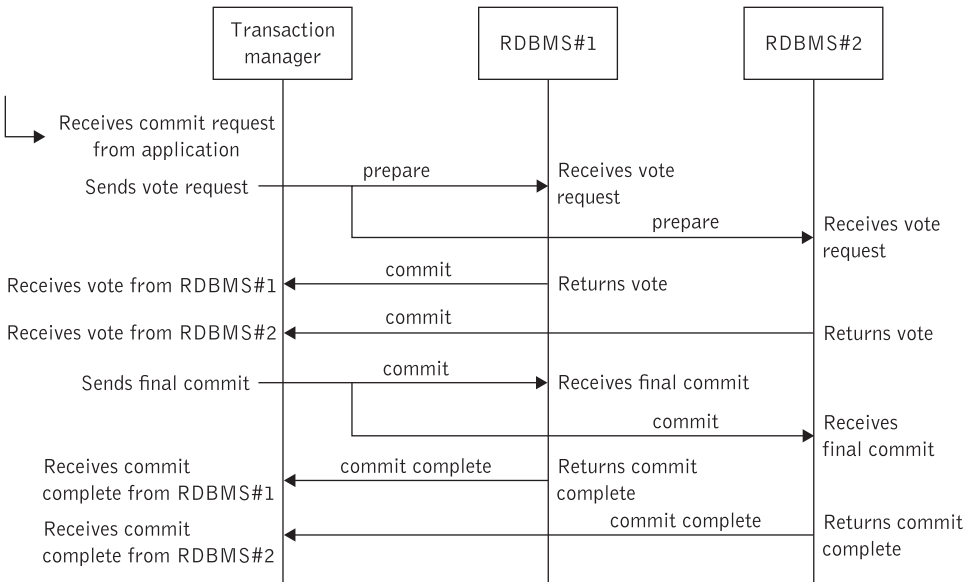 Transaction
manager
RDBMS#1
RDBMS#2
Receives commit request
from application
Sends vote request
prepare
Receives vote
request
prepare
Receives vote
request
Receives vote from RDBMS#1
commit
Returns vote
Receives vote from RDBMS#2
commit
Returns vote
Sends final commit
commit
Receives final commit
commit
Receives
final commit
Receives commit
complete from RDBMS#1
commit complete
Returns commit
complete
Receives commit
complete from RDBMS#2
commit complete
Returns commit
complete